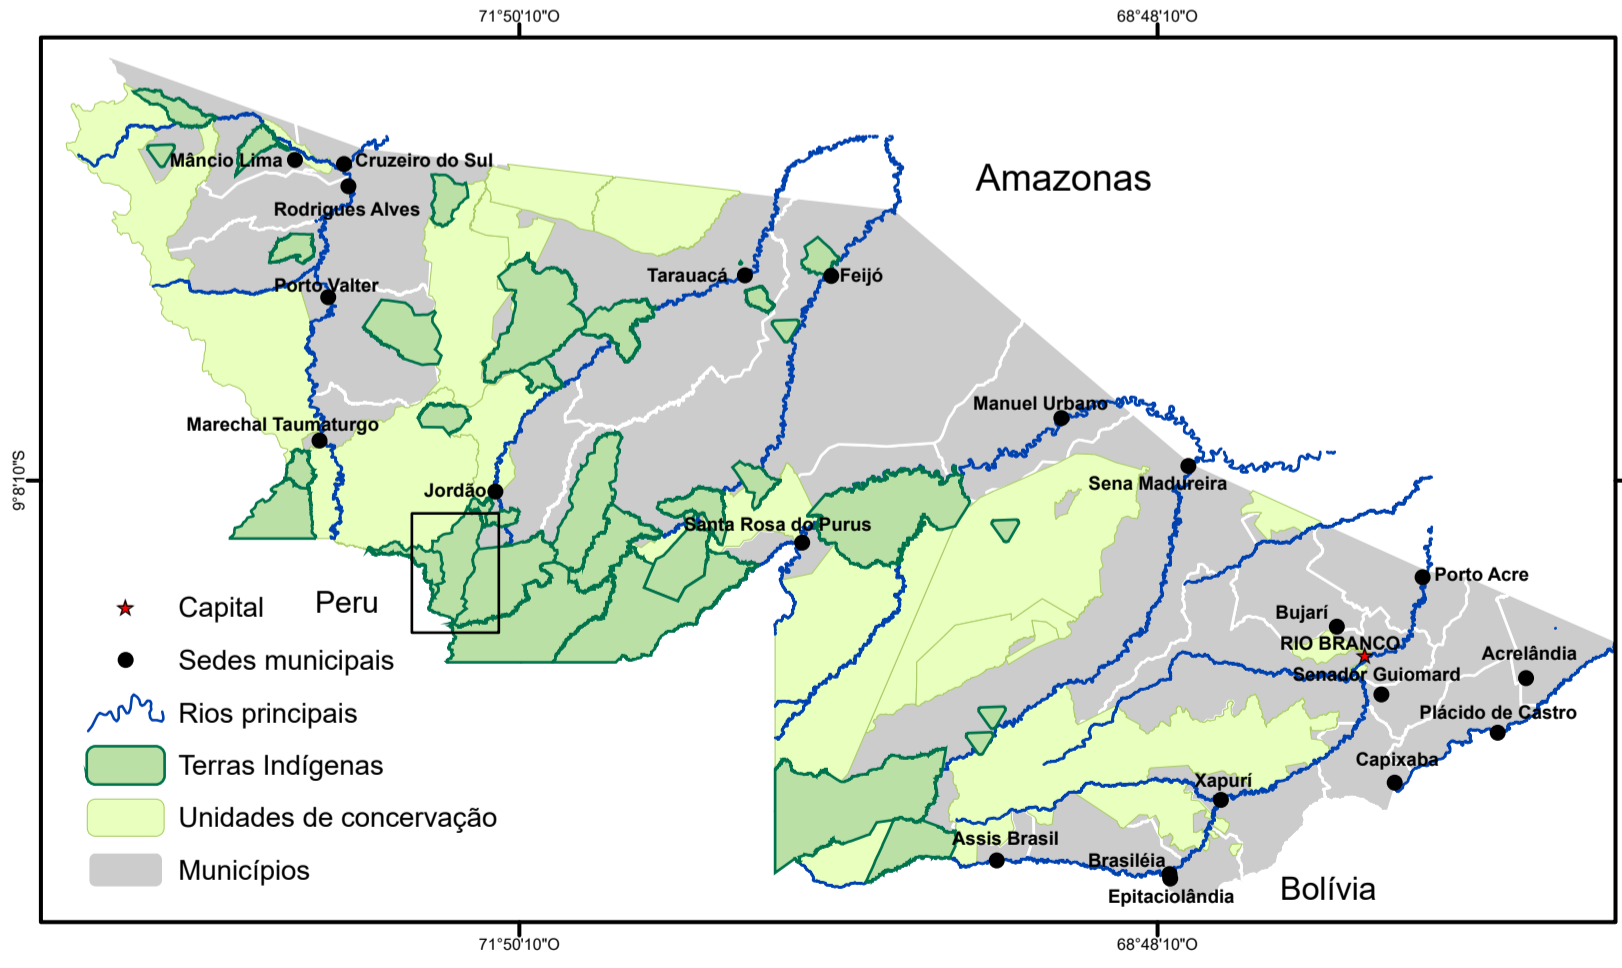 71°50'10"O
68°48'10"O
Amazonas
Mâncio Lima
Cruzeiro do Sul
Rodrigues Alves
Tarauacá
Feijó
Porto Valter
Manuel Urbano
Marechal Taumaturgo
9°8'10"S
Sena Madureira
Jordão
Santa Rosa do Purus
Porto Acre
Capital
Peru
Bujarí
RIO BRANCO
Acrelândia
Sedes municipais
Senador Guiomard
Rios principais
Plácido de Castro
Terras Indígenas
Capixaba
Xapurí
Unidades de concervação
Assis Brasil
Brasiléia
Municípios
Epitaciolândia
Bolívia
71°50'10"O
68°48'10"O